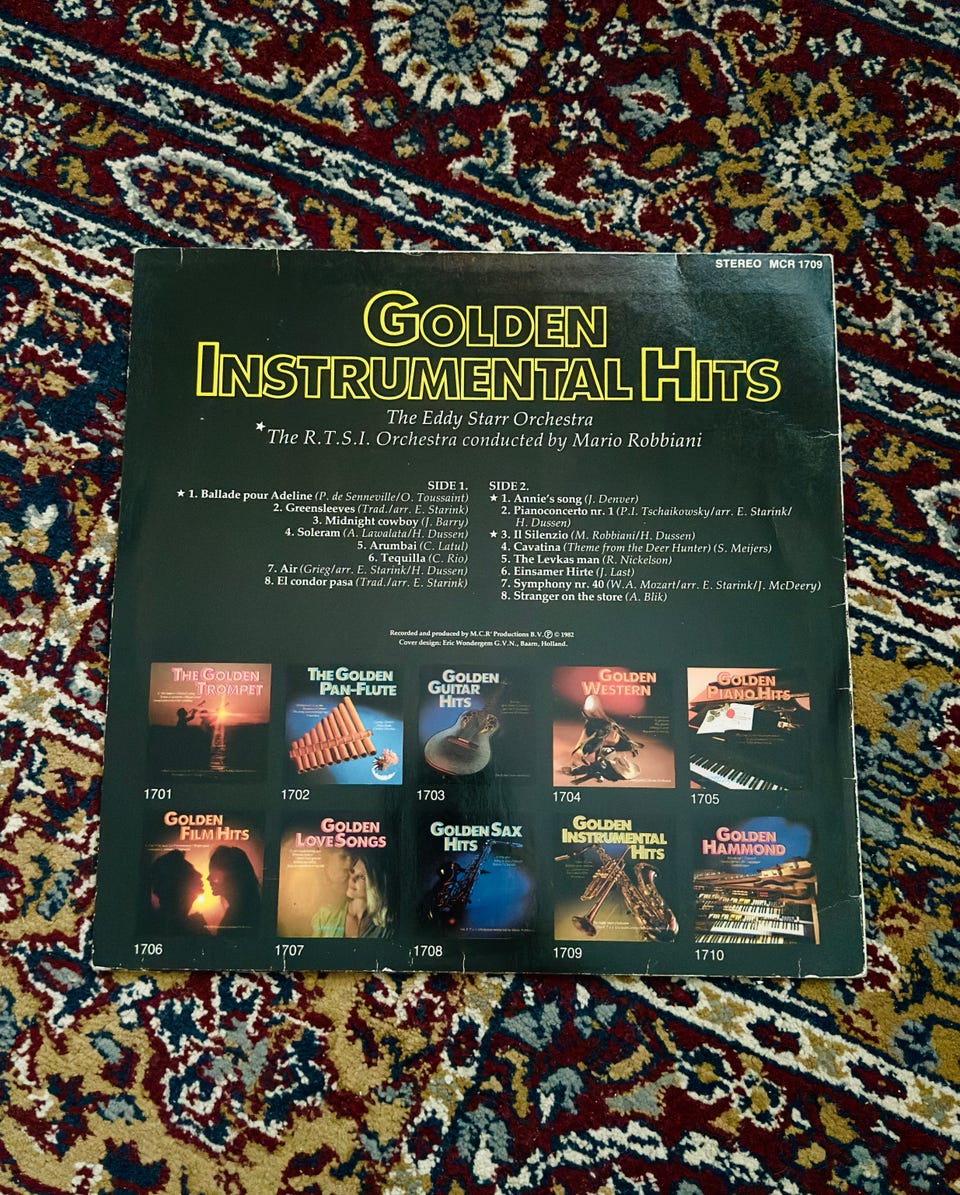 STEREO MCR 1709
GOLDEN
INSTRUMENTAL HITS
The Eddy Starr Orchestra
★The R.T.S.I. Orchestra conducted by Mario Robbiani
SIDE 1.
★ 1. Ballade pour Adeline (P. de Senneville/O. Toussaint)
2. Greensleeves (Trad./arr. E. Starink)
3. Midnight cowboy (J. Barry)
4. Soleram (A. Lawalata/H. Dussen)
5. Arumbai (C. Latul)
6. Tequilla (C. Rio)
7. Air (Grieg/arr. E. Starink/H. Dussen)
8. El condor pasa (Trad./arr. E. Starink)
SIDE 2.
★ 1. Annie's song (J. Denver)
2. Pianoconcerto nr. 1 (P.I. Tschaikowsky/arr. E. Starink/
H. Dussen)
★ 3. Il Silenzio (M. Robbiani/H. Dussen)
4. Cavatina (Theme from the Deer Hunter) (S. Meijers)
5. The Levkas man (R. Nickelson)
6. Einsamer Hirte (J. Last)
7. Symphony nr. 40 (W.A. Mozart/arr. E. Starink/J. McDeery)
8. Stranger on the store (A. Blik)
Recorded and produced by M.C.R' Productions B.V. Ⓟ © 1982
Cover design: Eric Wondergem G.V.N., Baarn, Holland.
THE GOLDEN
TROMPET
1701
THE GOLDEN
PAN-FLUTE
1702
GOLDEN
GUITAR
HITS
1703
GOLDEN
WESTERN
1704
GOLDEN
PIANO HITS
1705
GOLDEN
FILM HITS
1706
GOLDEN
LOVE SONGS
1707
GOLDEN SAX
HITS
1708
GOLDEN
INSTRUMENTAL
HITS
1709
GOLDEN
HAMMOND
1710